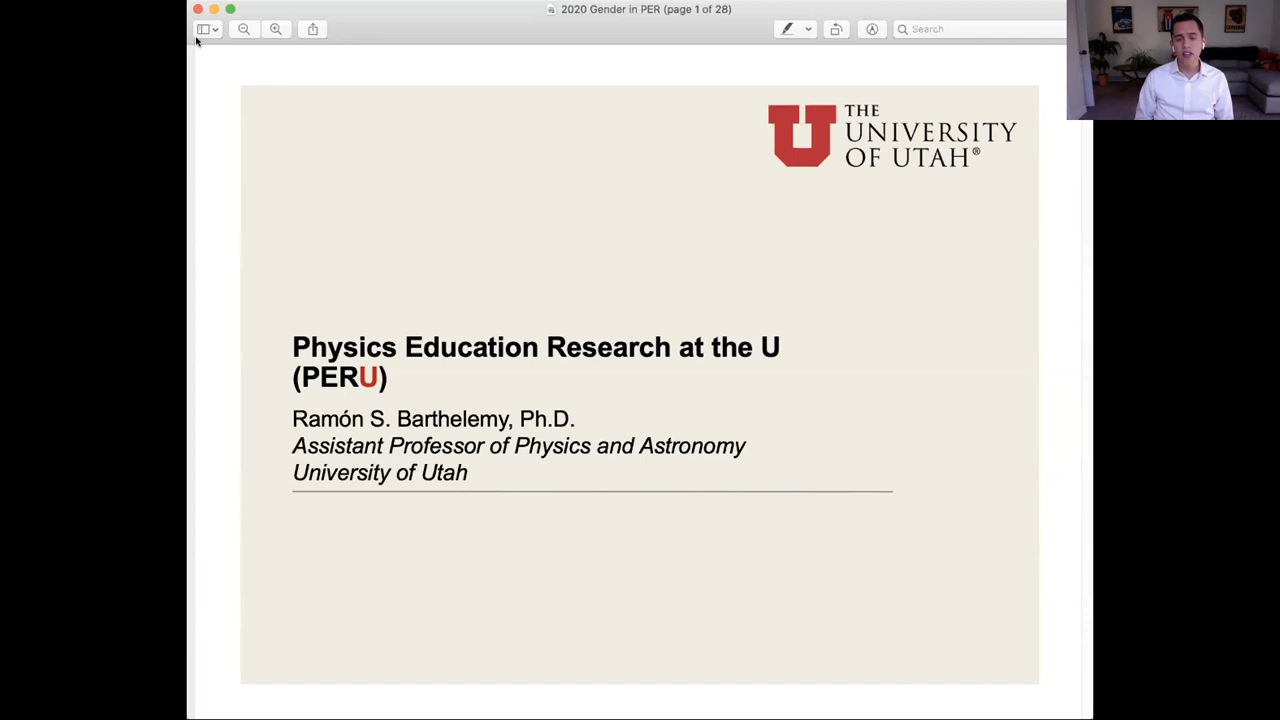 2020 Gender in PER (page 1 of 28)
Search
THE
UNIVERSITY
OF UTAH®
Physics Education Research at the U
(PERU)
Ramón S. Barthelemy, Ph.D.
Assistant Professor of Physics and Astronomy
University of Utah